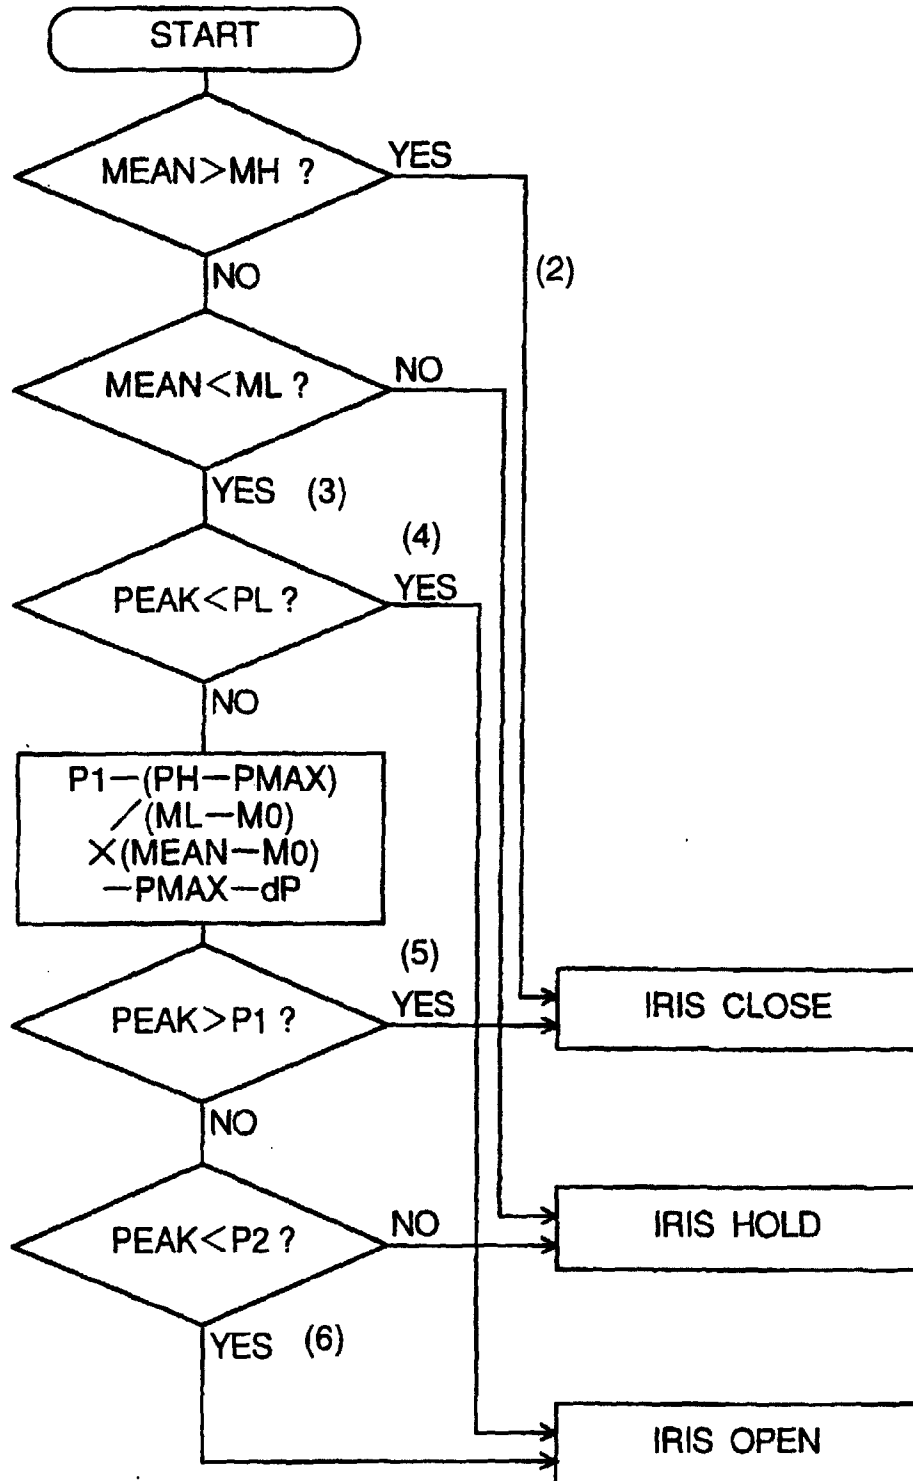 START
MEAN>MH ?
YES
(2)
NO
MEAN<ML ?
NO
YES (3)
(4)
PEAK<PL ?
YES
NO
P1−(PH−PMAX)
/(ML−M0)
×(MEAN−M0)
−PMAX−dP
(5)
PEAK>P1 ?
YES
IRIS CLOSE
NO
PEAK<P2 ?
NO
IRIS HOLD
YES (6)
IRIS OPEN